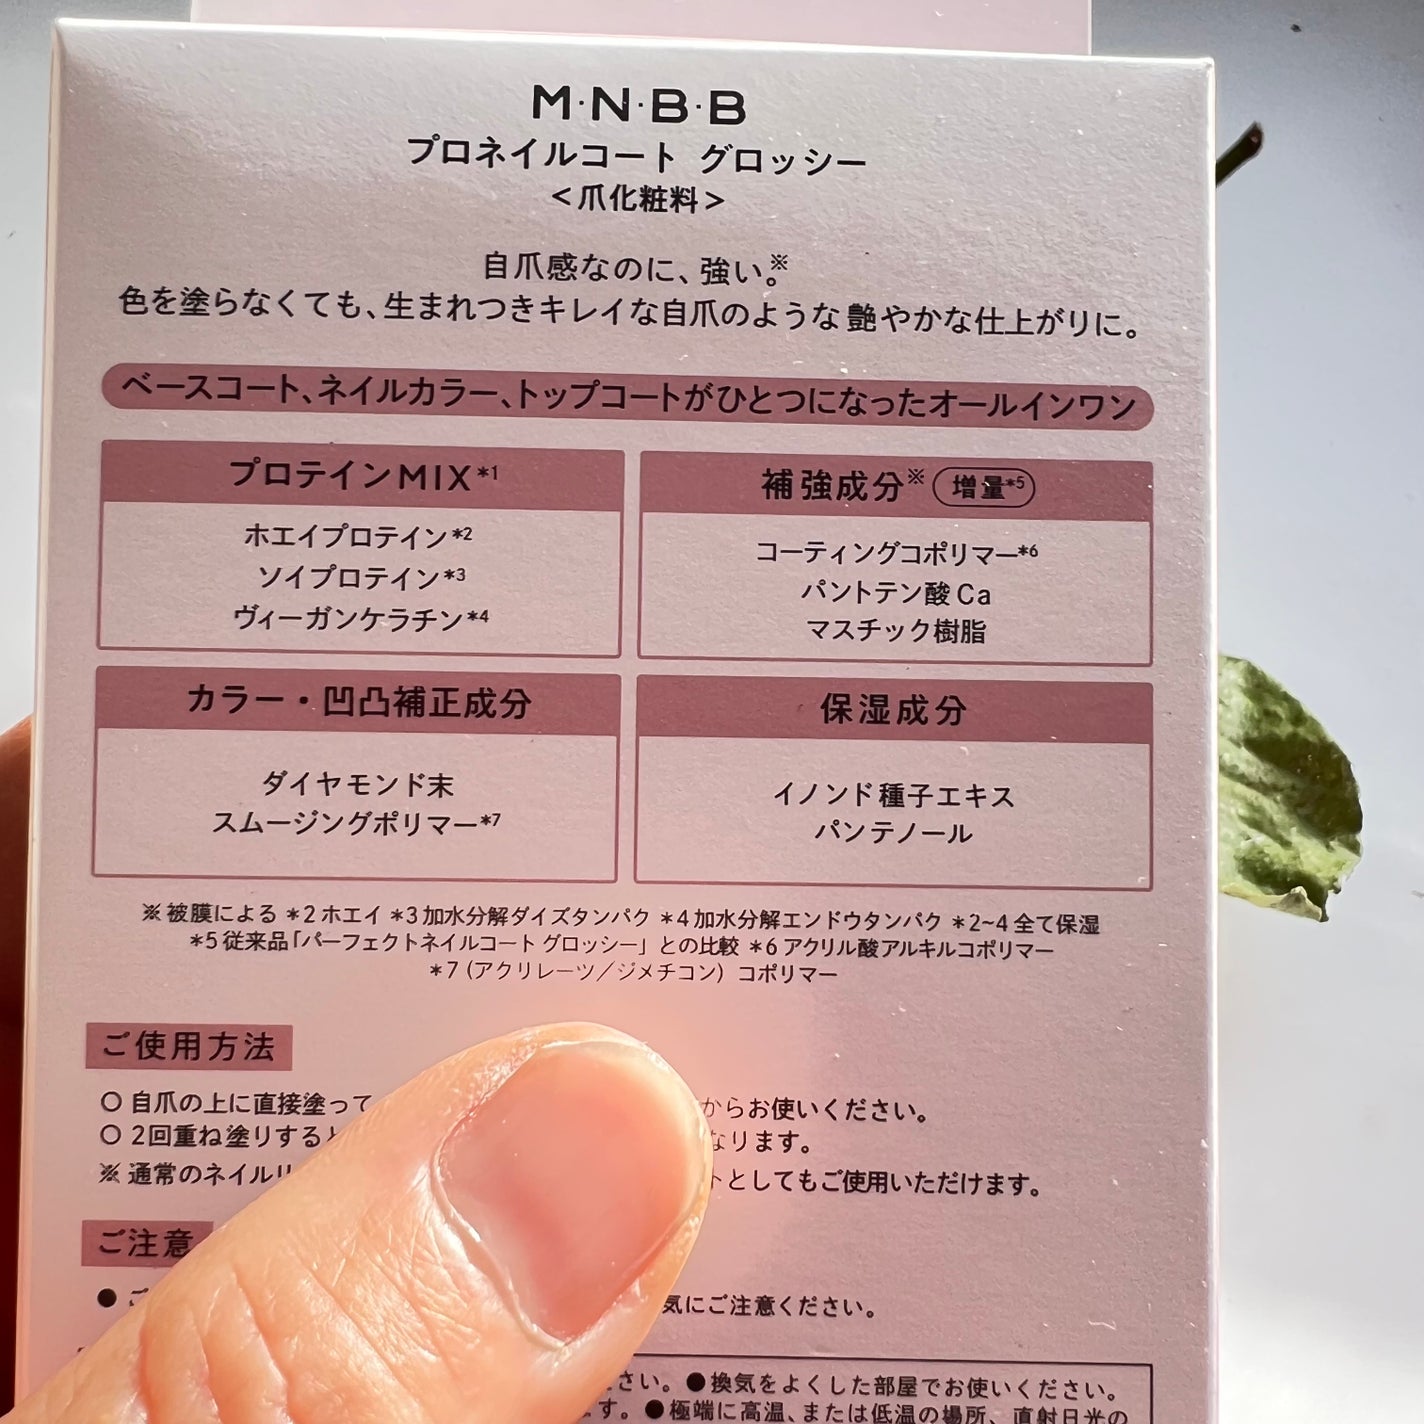 M·N·B·B
プロネイルコート グロッシー
＜爪化粧料＞
自爪感なのに、強い。※
色を塗らなくても、生まれつきキレイな自爪のような艶やかな仕上がりに。
ベースコート、ネイルカラー、トップコートがひとつになったオールインワン
プロテインMIX*1
ホエイプロテイン*2
ソイプロテイン*3
ヴィーガンケラチン*4
補強成分※ 増量*5
コーティングコポリマー*6
パントテン酸Ca
マスチック樹脂
カラー・凹凸補正成分
ダイヤモンド末
スムージングポリマー*7
保湿成分
イノンド種子エキス
パンテノール
※被膜による *2ホエイ *3加水分解ダイズタンパク *4加水分解エンドウタンパク *2~4全て保湿
*5従来品「パーフェクトネイルコート グロッシー」との比較 *6アクリル酸アルキルコポリマー
*7（アクリレーツ／ジメチコン）コポリマー
ご使用方法
○自爪の上に直接塗って からお使いください。
○2回重ね塗りすると なります。
※通常のネイル トとしてもご使用いただけます。
ご注意
● 気にご注意ください。
さい。●換気をよくした部屋でお使いください。
ます。●極端に高温、または低温の場所、直射日光の